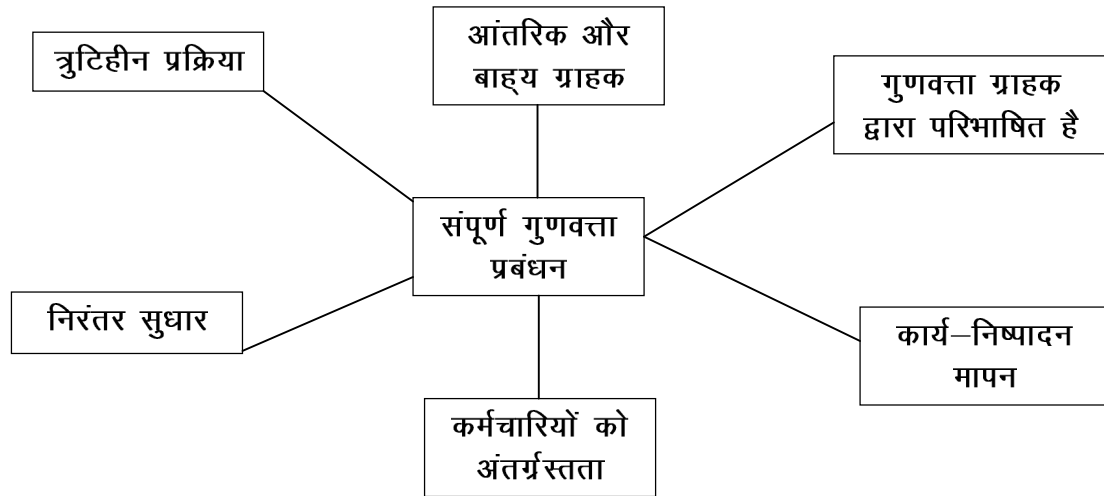 त्रुटिहीन प्रक्रिया
आंतरिक और
बाह्य ग्राहक
गुणवत्ता ग्राहक
द्वारा परिभाषित है
संपूर्ण गुणवत्ता
प्रबंधन
निरंतर सुधार
कार्य–निष्पादन
मापन
कर्मचारियों को
अंतर्ग्रस्तता